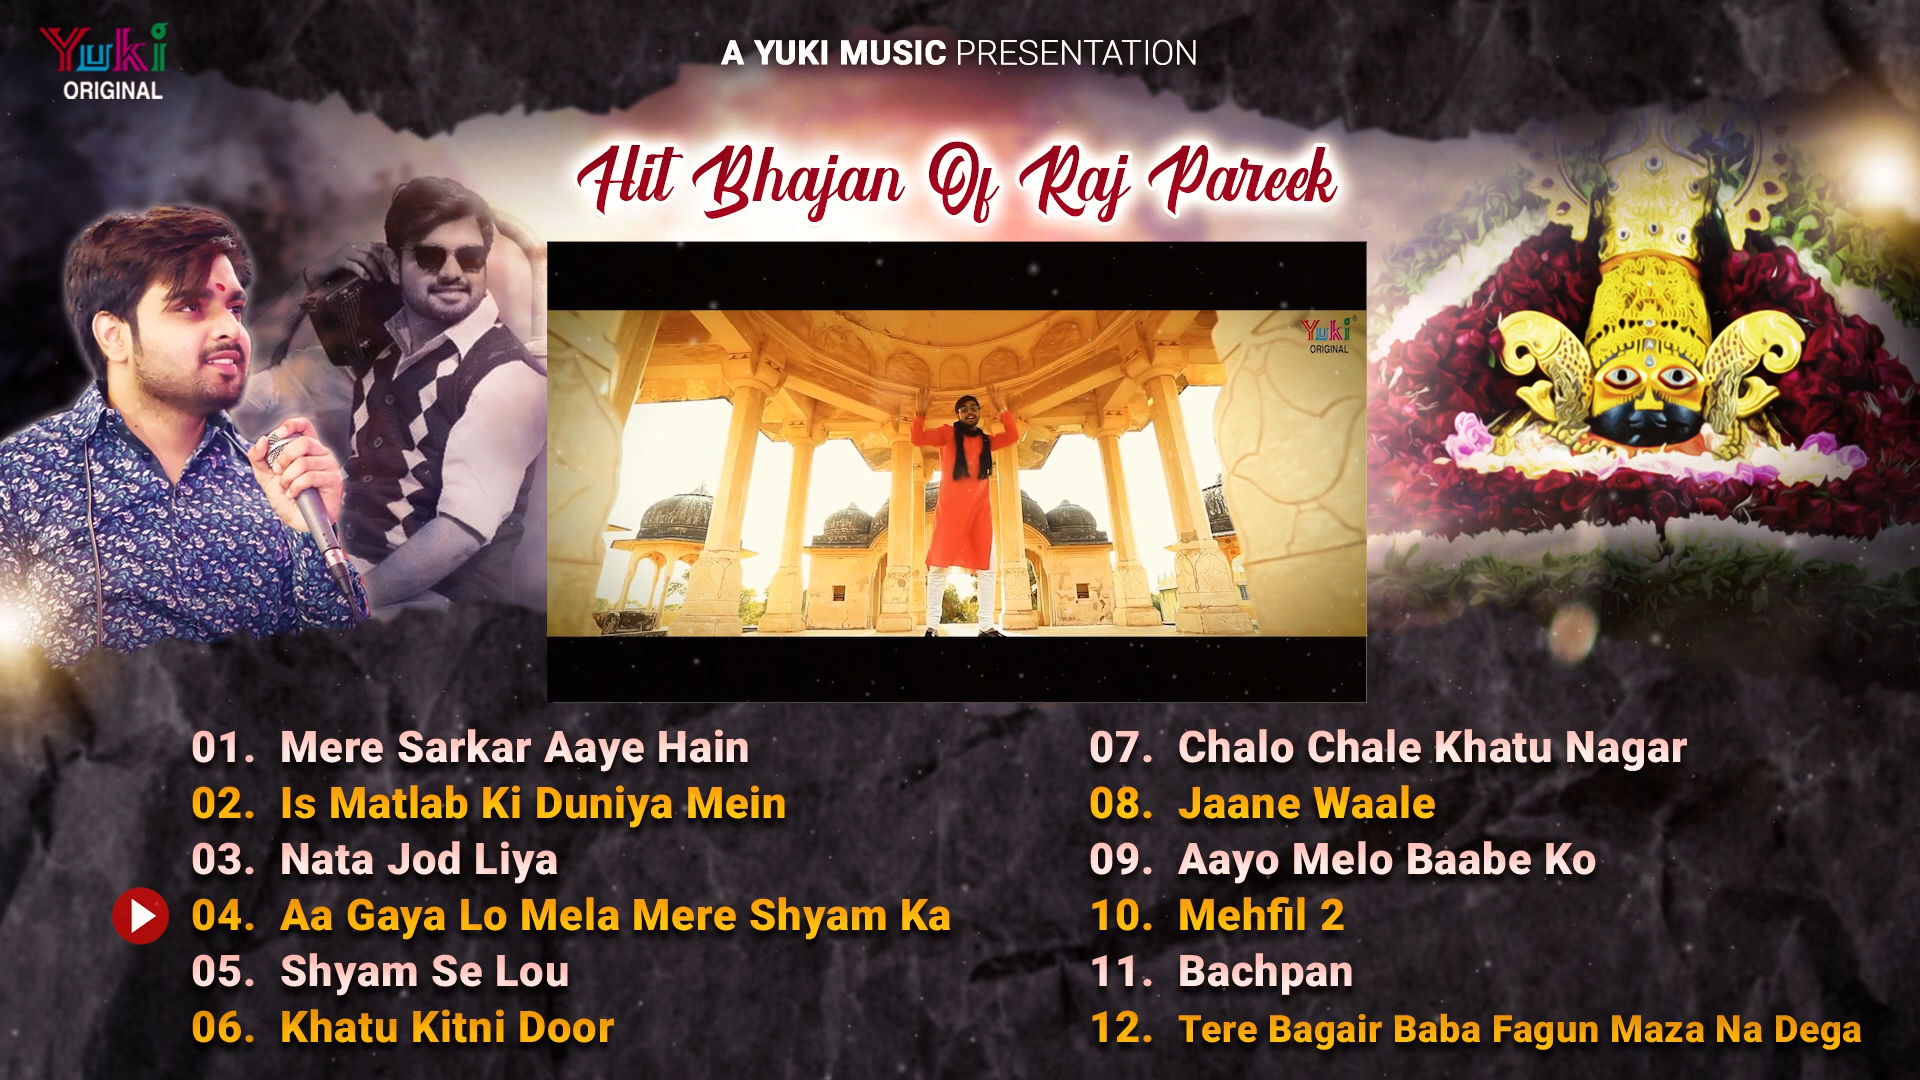 Yuki
ORIGINAL
A YUKI MUSIC PRESENTATION
Hit Bhajan Of Raj Pareek
Yuki
ORIGINAL
01. Mere Sarkar Aaye Hain
02. Is Matlab Ki Duniya Mein
03. Nata Jod Liya
04. Aa Gaya Lo Mela Mere Shyam Ka
05. Shyam Se Lou
06. Khatu Kitni Door
07. Chalo Chale Khatu Nagar
08. Jaane Waale
09. Aayo Melo Baabe Ko
10. Mehfil 2
11. Bachpan
12. Tere Bagair Baba Fagun Maza Na Dega